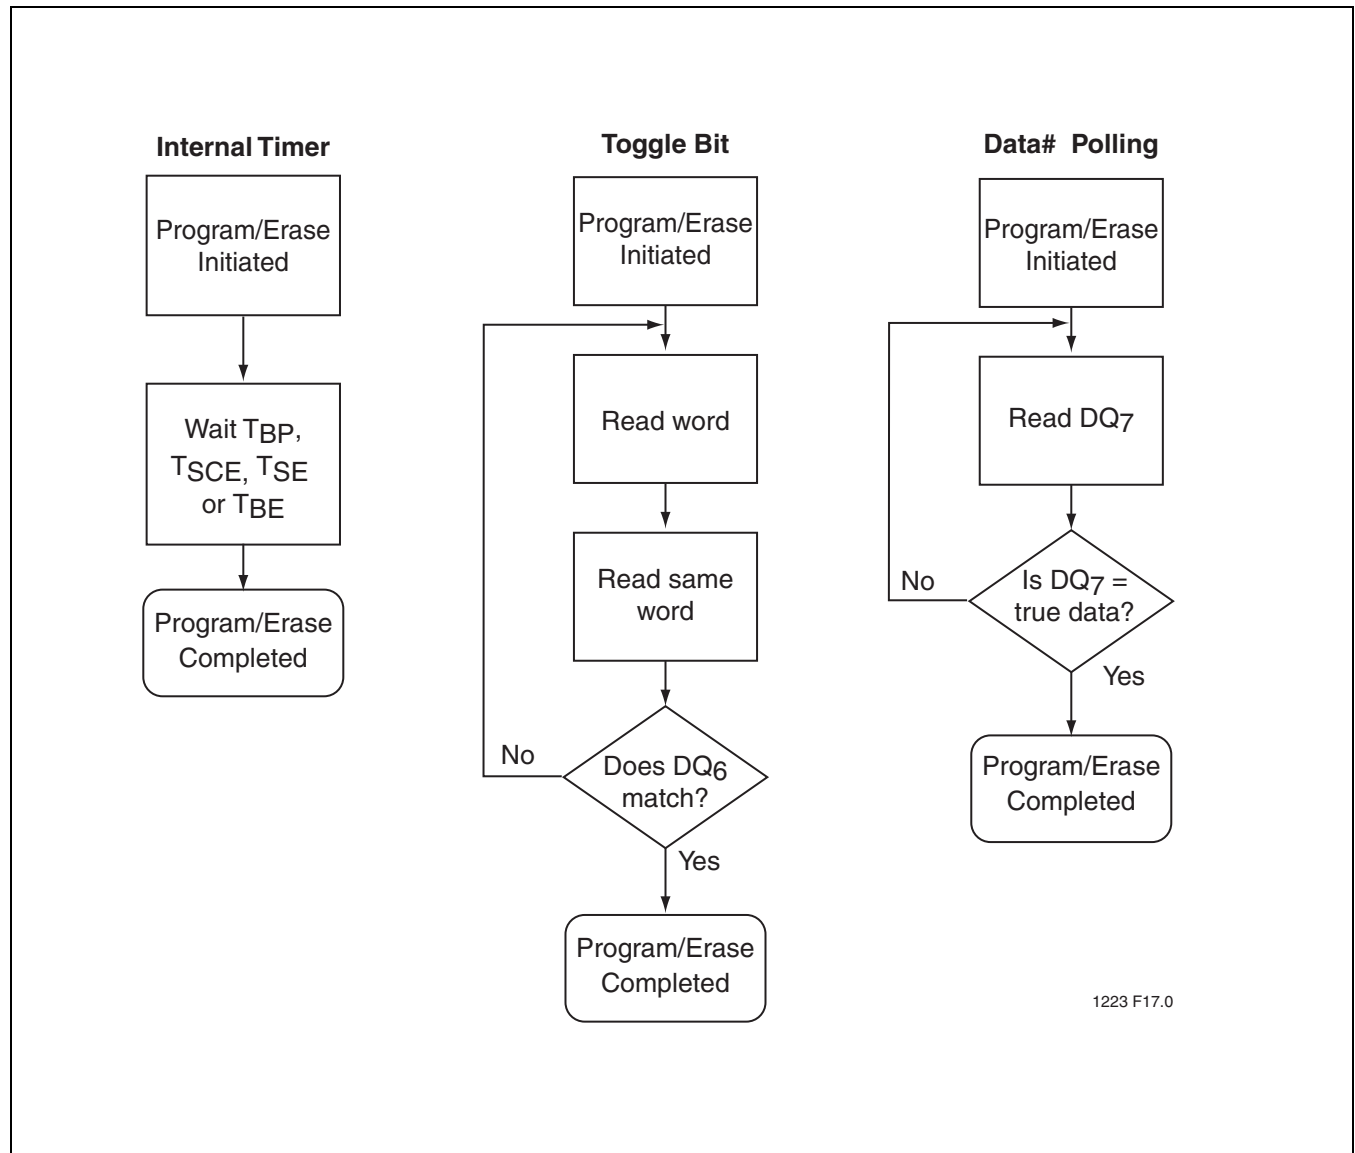 Internal Timer
Program/Erase
Initiated
Wait TBP,
TSCE, TSE
or TBE
Program/Erase
Completed
Toggle Bit
Program/Erase
Initiated
Read word
Read same
word
Does DQ6
match?
No
Yes
Program/Erase
Completed
Data# Polling
Program/Erase
Initiated
Read DQ7
Is DQ7 =
true data?
No
Yes
Program/Erase
Completed
1223 F17.0